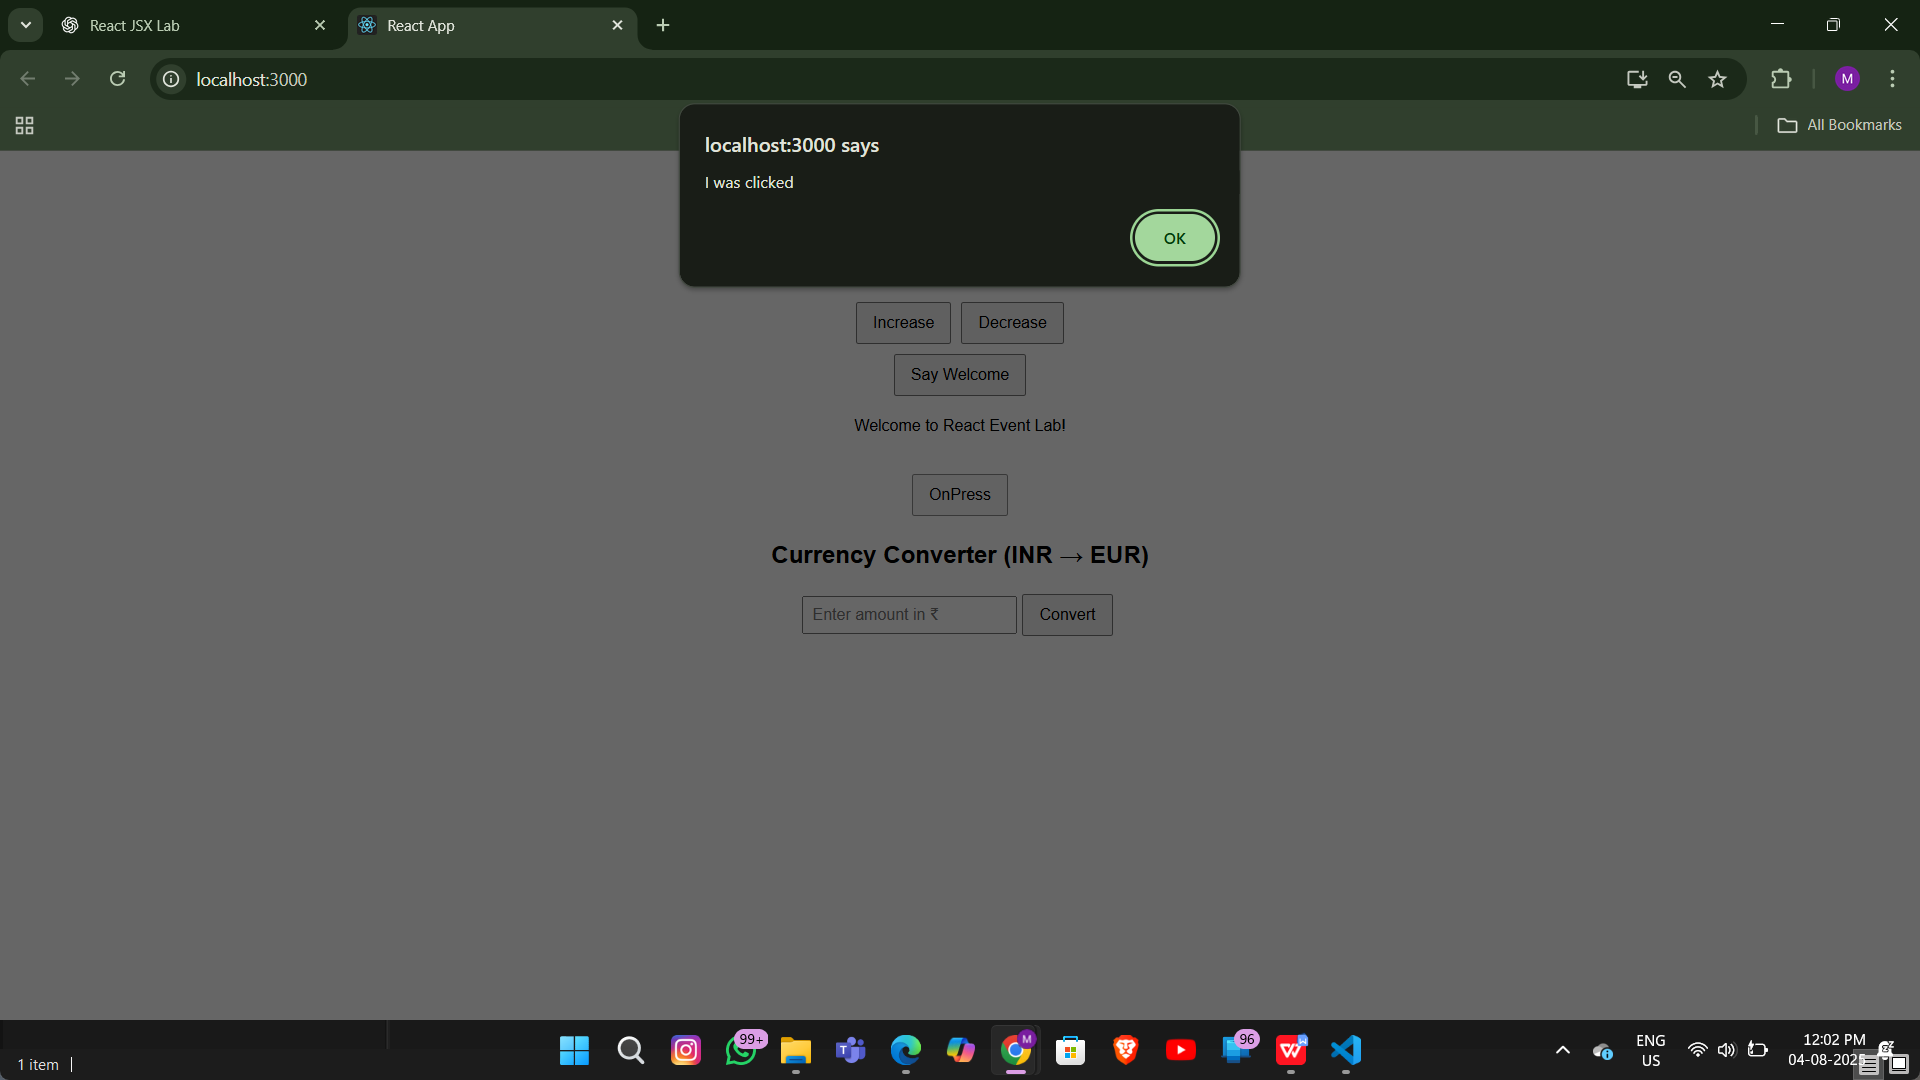 React JSX Lab
React App
localhost:3000
M
All Bookmarks
localhost:3000 says
I was clicked
OK
Increase
Decrease
Say Welcome
Welcome to React Event Lab!
OnPress
Currency Converter (INR → EUR)
Enter amount in ₹
Convert
1 item
99+
M
96
ENG
US
12:02 PM
04-08-2025